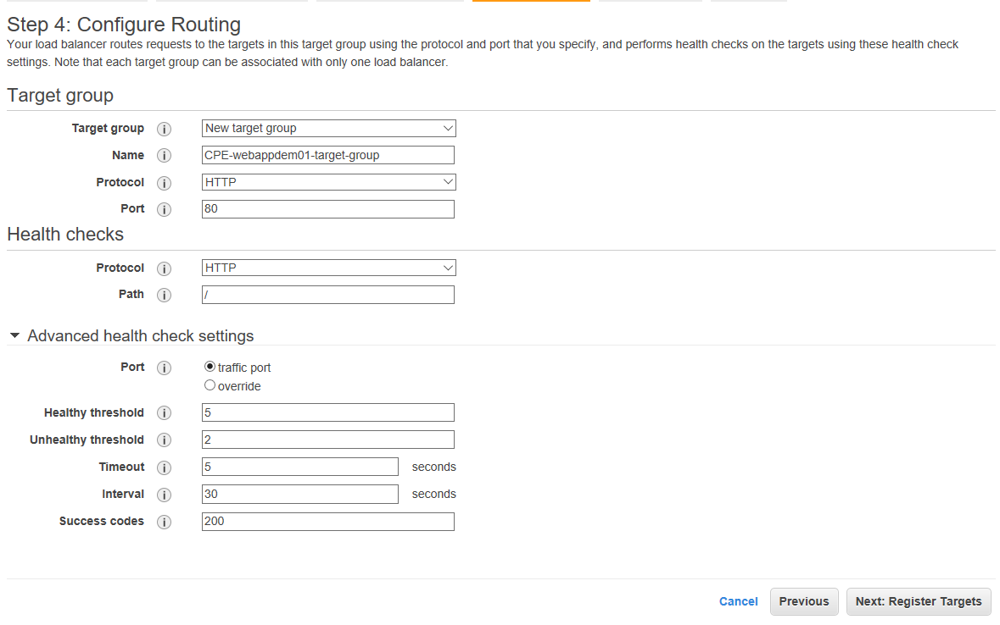 Step 4: Configure Routing
Your load balancer routes requests to the targets in this target group using the protocol and port that you specify, and performs health checks on the targets using these health check
settings. Note that each target group can be associated with only one load balancer.
Target group
Target group i New target group
Name i CPE-webappdem01-target-group
Protocol i HTTP
Port i 80
Health checks
Protocol i HTTP
Path i /
Advanced health check settings
Port i traffic port
override
Healthy threshold i 5
Unhealthy threshold i 2
Timeout i 5 seconds
Interval i 30 seconds
Success codes i 200
Cancel Previous Next: Register Targets